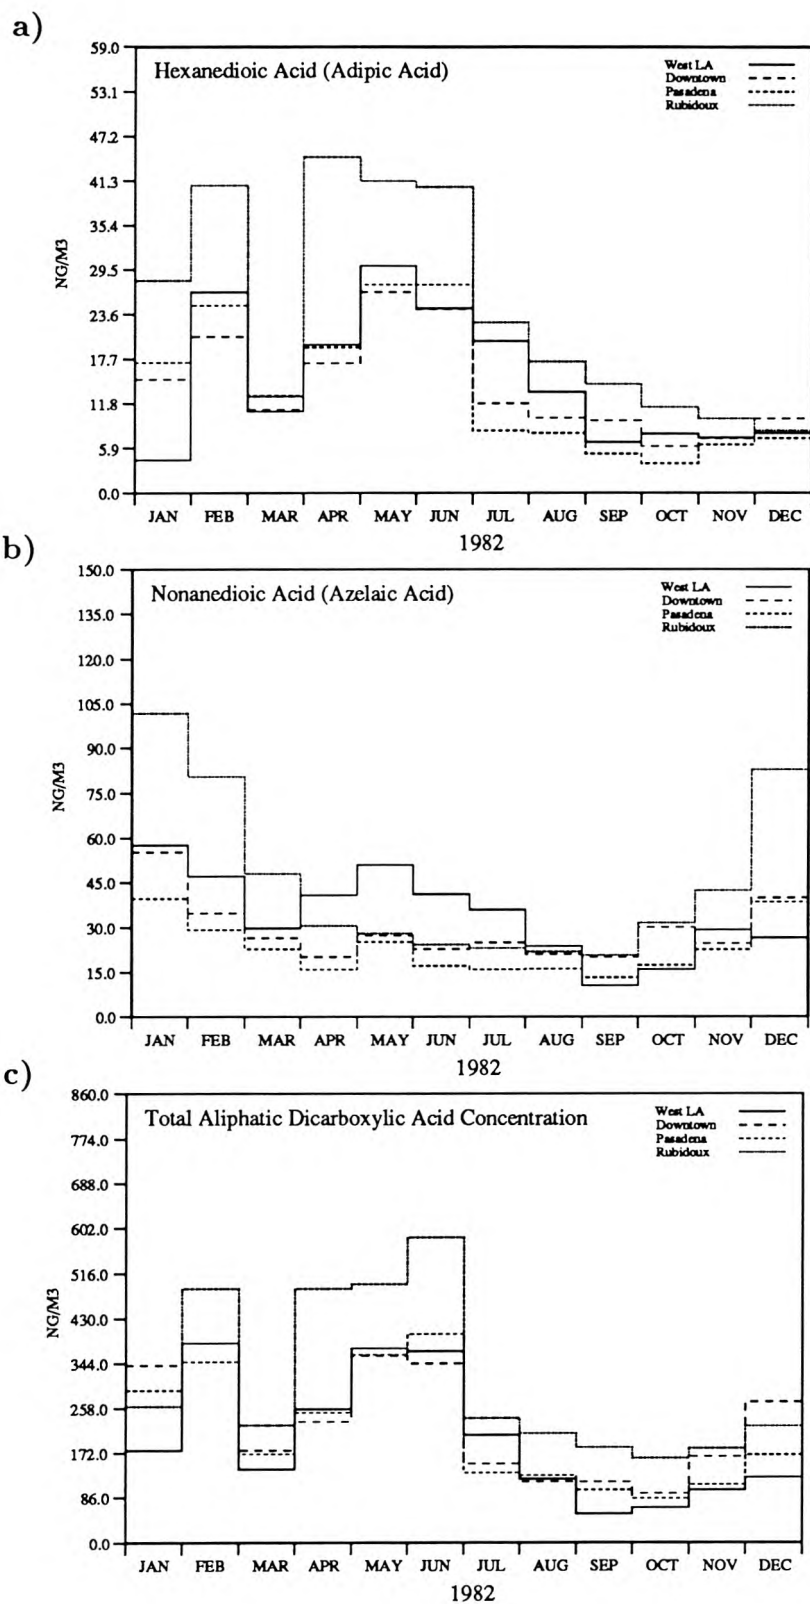 a)
59.0
Hexanedioic Acid (Adipic Acid)
West LA
Downtown
Pasadena
Rubidoux
53.1
47.2
41.3
35.4
29.5
23.6
17.7
11.8
5.9
0.0
NG/M3
JAN FEB MAR APR MAY JUN JUL AUG SEP OCT NOV DEC
1982
b)
150.0
Nonanedioic Acid (Azelaic Acid)
West LA
Downtown
Pasadena
Rubidoux
135.0
120.0
105.0
90.0
75.0
60.0
45.0
30.0
15.0
0.0
NG/M3
JAN FEB MAR APR MAY JUN JUL AUG SEP OCT NOV DEC
1982
c)
860.0
Total Aliphatic Dicarboxylic Acid Concentration
West LA
Downtown
Pasadena
Rubidoux
774.0
688.0
602.0
516.0
430.0
344.0
258.0
172.0
86.0
0.0
NG/M3
JAN FEB MAR APR MAY JUN JUL AUG SEP OCT NOV DEC
1982